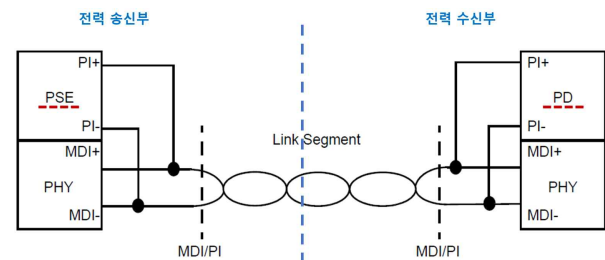 전력 송신부
전력 수신부
PI+
PSE
PI-
MDI+
PHY
MDI-
Link Segment
MDI/PI
MDI/PI
PI+
PD
PI-
MDI+
PHY
MDI-